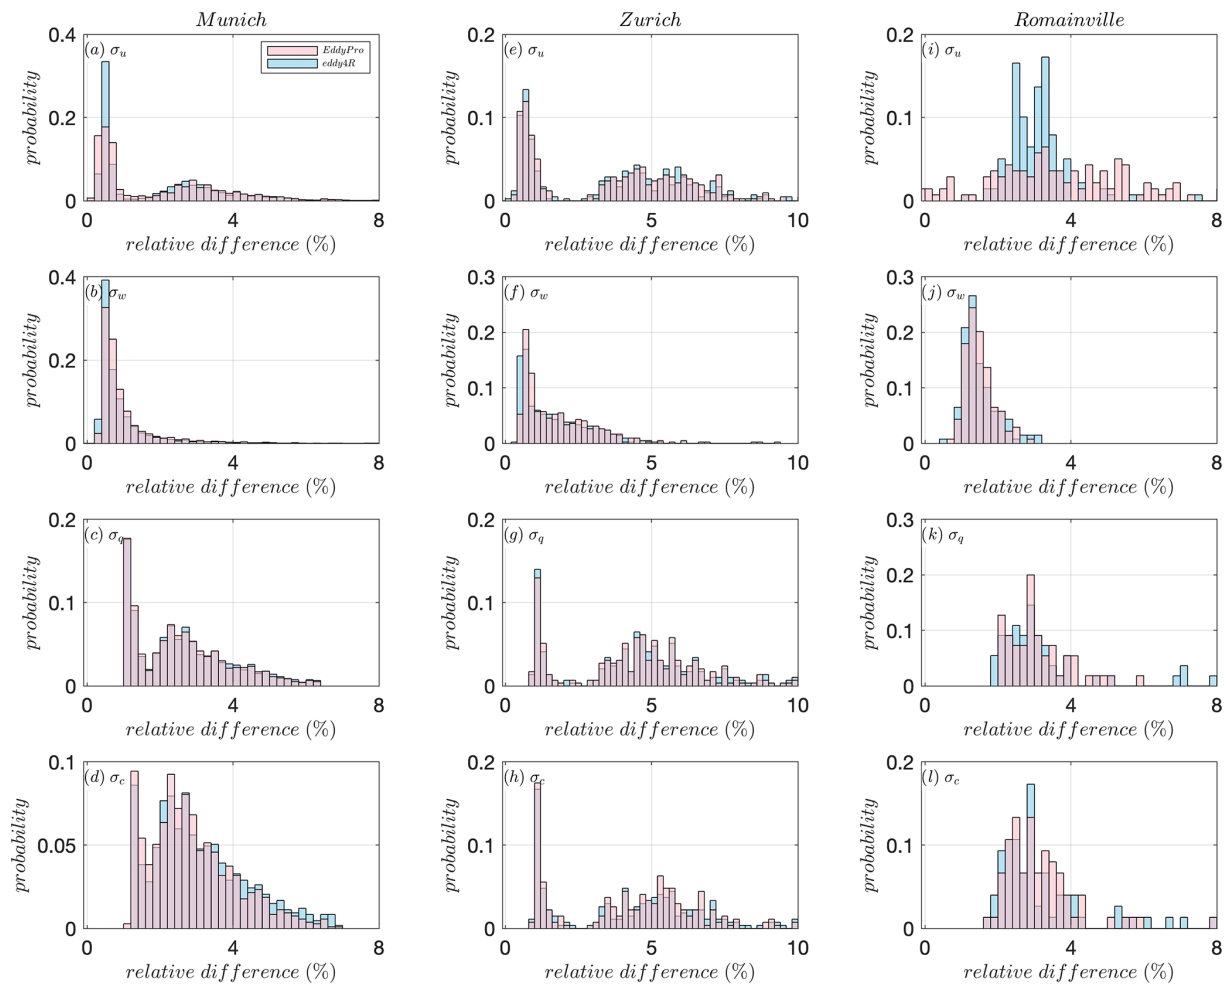 Munich Zurich Romainville
(a) σu
EddyPro
eddy4R
probability
0.4
0.2
0
0 4 8
relative difference (%)
(e) σu
probability
0.2
0.1
0
0 5 10
relative difference (%)
(i) σu
probability
0.2
0.1
0
0 4 8
relative difference (%)
(b) σw
probability
0.4
0.2
0
0 4 8
relative difference (%)
(f) σw
probability
0.3
0.2
0.1
0
0 5 10
relative difference (%)
(j) σw
probability
0.3
0.2
0.1
0
0 4 8
relative difference (%)
(c) σq
probability
0.2
0.1
0
0 4 8
relative difference (%)
(g) σq
probability
0.2
0.1
0
0 5 10
relative difference (%)
(k) σq
probability
0.3
0.2
0.1
0
0 4 8
relative difference (%)
(d) σc
probability
0.1
0.05
0
0 4 8
relative difference (%)
(h) σc
probability
0.2
0.1
0
0 5 10
relative difference (%)
(l) σc
probability
0.2
0.1
0
0 4 8
relative difference (%)